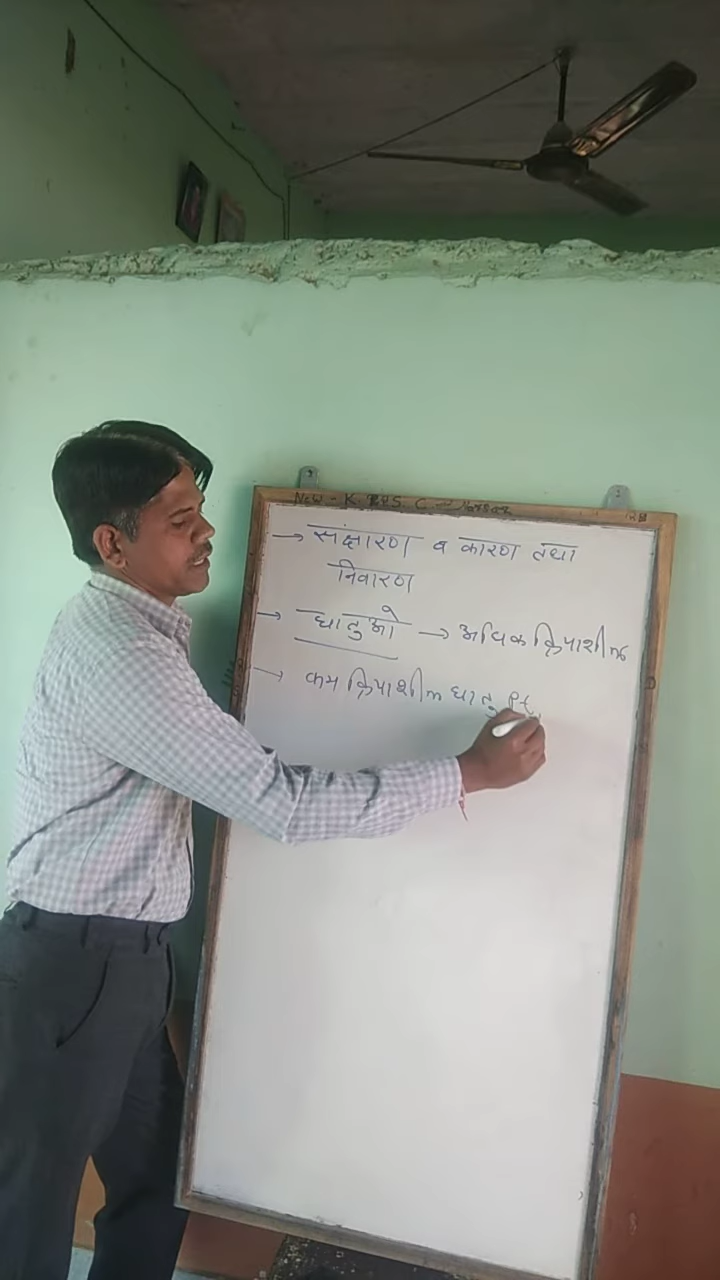 → संक्षारण व कारण तथा
निवारण
→ धातुओ → अधिक क्रियाशील
→ कम क्रियाशील धातु